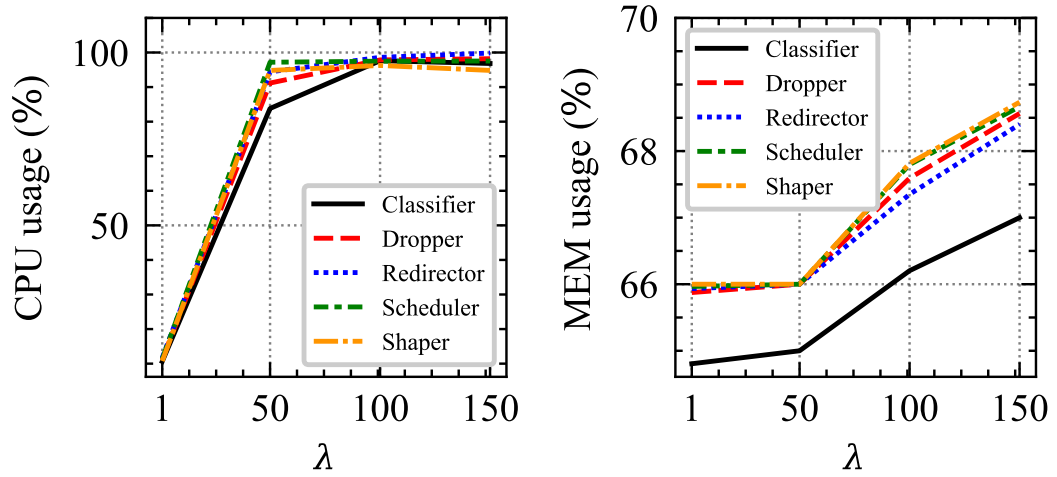 CPU usage (%)
100
50
Classifier
Dropper
Redirector
Scheduler
Shaper
1 50 100 150
λ
MEM usage (%)
70
68
66
Classifier
Dropper
Redirector
Scheduler
Shaper
1 50 100 150
λ